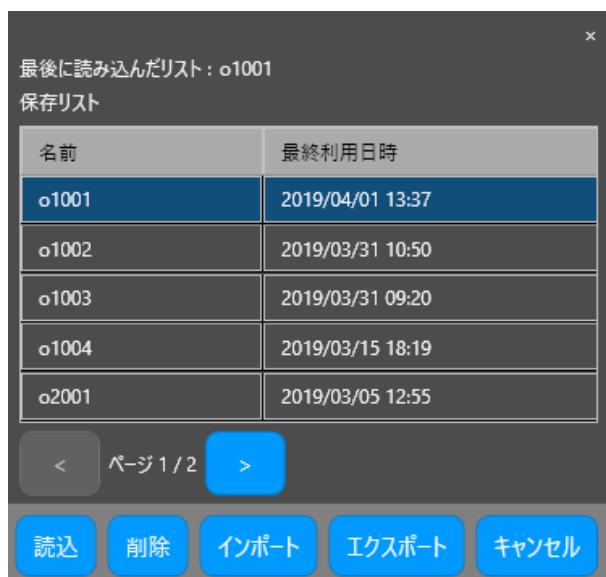 ×
最後に読み込んだリスト : o1001
保存リスト
名前 最終利用日時
o1001 2019/04/01 13:37
o1002 2019/03/31 10:50
o1003 2019/03/31 09:20
o1004 2019/03/15 18:19
o2001 2019/03/05 12:55
< ページ 1 / 2 >
読込 削除 インポート エクスポート キャンセル